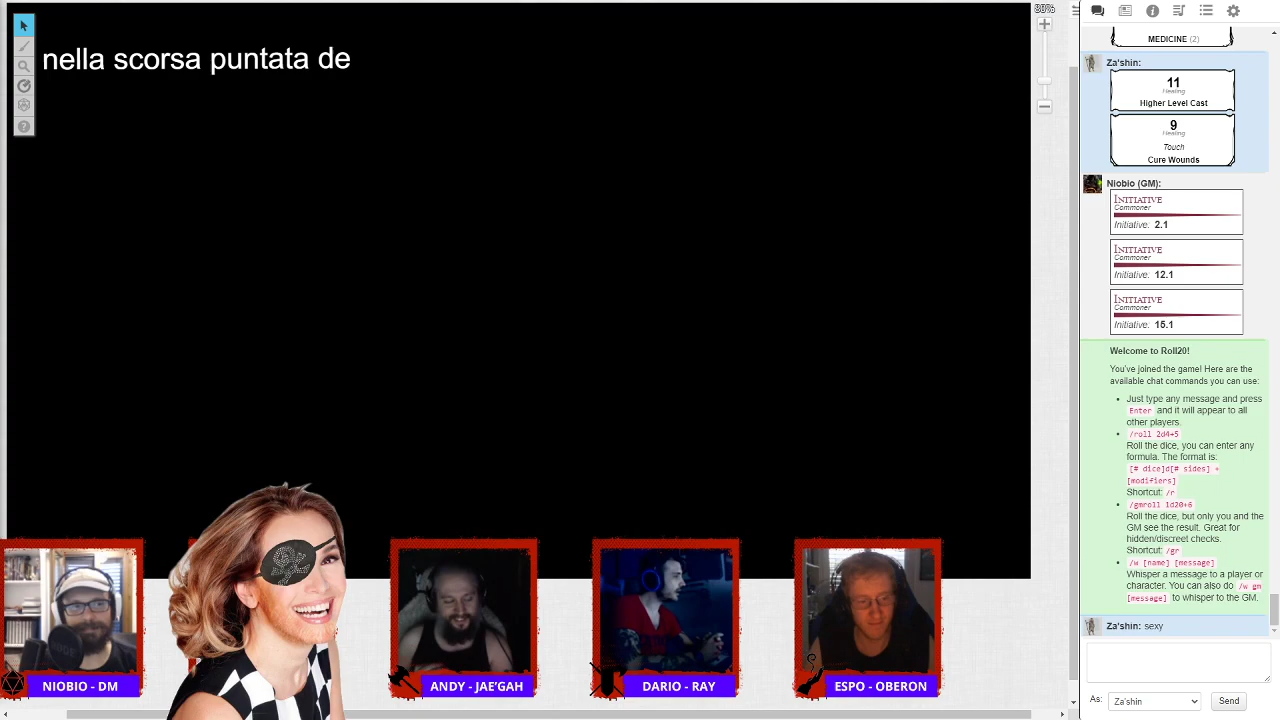 nella scorsa puntata de
88%
MEDICINE (2)
Za'shin:
11
Healing
Higher Level Cast
9
Healing
Touch
Cure Wounds
Niobio (GM):
INITIATIVE
Commoner
Initiative: 2.1
INITIATIVE
Commoner
Initiative: 12.1
INITIATIVE
Commoner
Initiative: 15.1
Welcome to Roll20!
You've joined the game! Here are the
available chat commands you can use:
Just type any message and press
Enter and it will appear to all
other players.
/roll 2d4+5
Roll the dice, you can enter any
formula. The format is:
[# dice]d[# sides] +
[modifiers]
Shortcut: /r
/gmroll 1d20+6
Roll the dice, but only you and the
GM see the result. Great for
hidden/discreet checks.
Shortcut: /gr
/w [name] [message]
Whisper a message to a player or
character. You can also do /w gm
[message] to whisper to the GM.
Za'shin: sexy
As: Za'shin Send
NIOBIO - DM
ANDY - JAE'GAH
DARIO - RAY
ESPO - OBERON